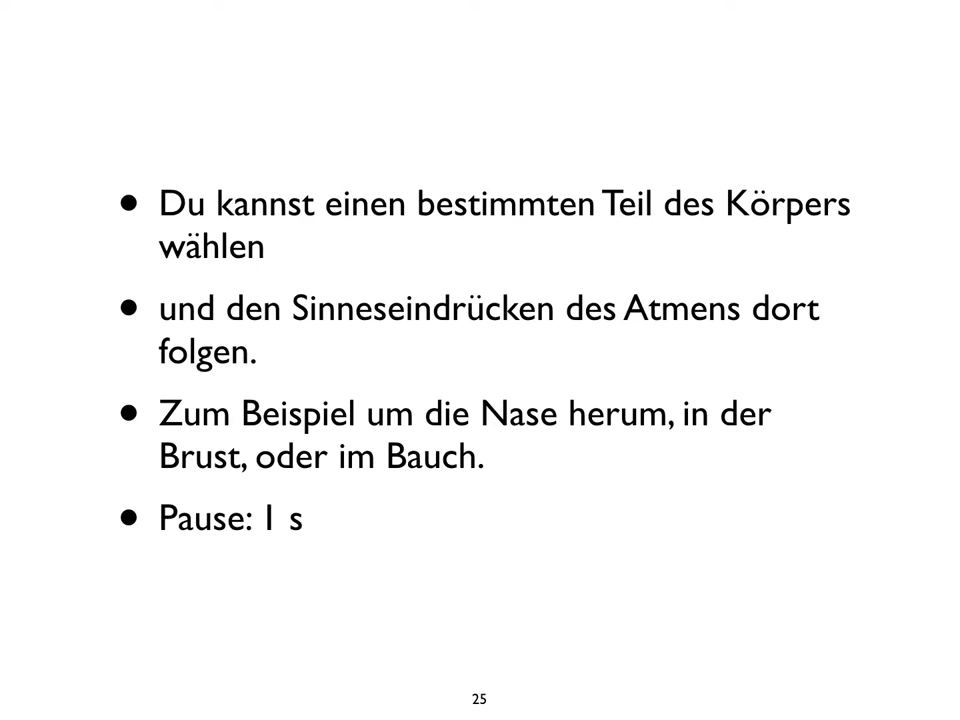 • Du kannst einen bestimmten Teil des Körpers
wählen
• und den Sinneseindrücken des Atmens dort
folgen.
• Zum Beispiel um die Nase herum, in der
Brust, oder im Bauch.
• Pause: 1 s
25